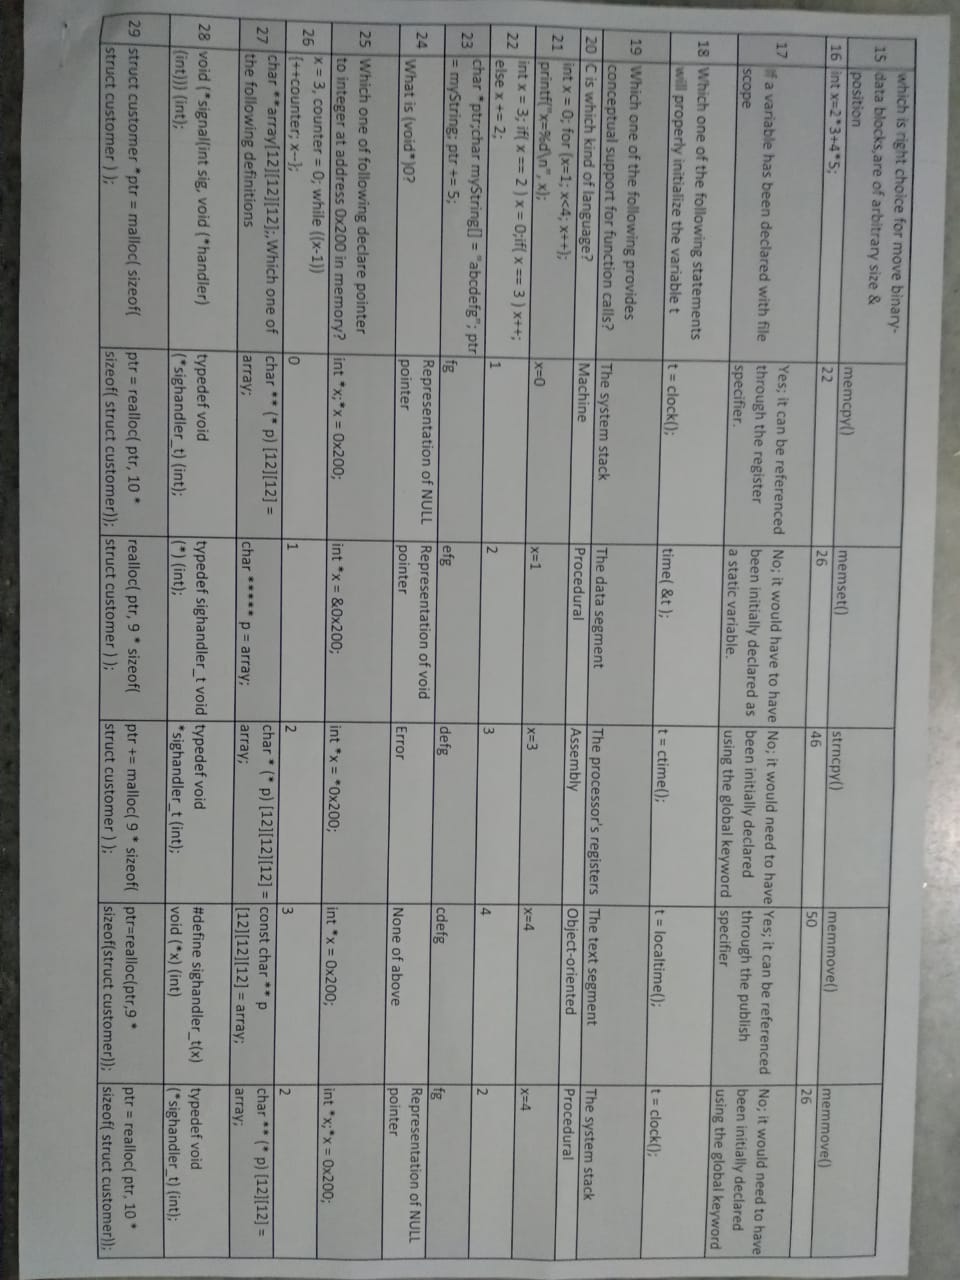 15
which is right choice for move binary-
data blocks,are of arbitrary size &
position
memcpy()
memset()
strncpy()
memmove()
memmove()
16
int x=2*3+4*5;
22
26
46
50
26
17
If a variable has been declared with file
scope
Yes; it can be referenced
through the register
specifier.
No; it would have to have
been initially declared as
a static variable.
No; it would need to have
been initially declared
using the global keyword
Yes; it can be referenced
through the publish
specifier
No; it would need to have
been initially declared
using the global keyword
18
Which one of the following statements
will properly initialize the variable t
t = clock();
time( &t );
t = ctime();
t = localtime();
t = clock();
19
Which one of the following provides
conceptual support for function calls?
The system stack
The data segment
The processor's registers
The text segment
The system stack
20
C is which kind of language?
Machine
Procedural
Assembly
Object-oriented
Procedural
21
int x = 0; for (x=1; x<4; x++);
printf("x=%d\n", x);
x=0
x=1
x=3
x=4
x=4
22
int x = 3; if( x == 2 ) x = 0;if( x == 3 ) x++;
else x += 2;
1
2
3
4
2
23
char *ptr;char myString[] = "abcdefg"; ptr
= myString; ptr += 5;
fg
efg
defg
cdefg
fg
24
What is (void*)0?
Representation of NULL
pointer
Representation of void
pointer
Error
None of above
Representation of NULL
pointer
25
Which one of following declare pointer
to integer at address 0x200 in memory?
int *x;*x = 0x200;
int *x = &0x200;
int *x = *0x200;
int *x = 0x200;
int *x;*x = 0x200;
26
x = 3, counter = 0; while ((x-1))
{++counter; x--};
0
1
2
3
2
27
char **array[12][12][12];,Which one of
the following definitions
char ** (* p) [12][12] =
array;
char ***** p = array;
char * (* p) [12][12][12] =
array;
const char ** p
[12][12][12] = array;
char ** (* p) [12][12] =
array;
28
void (*signal(int sig, void (*handler)
(int))) (int);
typedef void
(*sighandler_t) (int);
typedef sighandler_t void
(*) (int);
typedef void
*sighandler_t (int);
#define sighandler_t(x)
void (*x) (int)
typedef void
(*sighandler_t) (int);
29
struct customer *ptr = malloc( sizeof(
struct customer ) );
ptr = realloc( ptr, 10 *
sizeof( struct customer));
realloc( ptr, 9 * sizeof(
struct customer ) );
ptr += malloc( 9 * sizeof(
struct customer ) );
ptr=realloc(ptr,9 *
sizeof(struct customer));
ptr = realloc( ptr, 10 *
sizeof( struct customer));